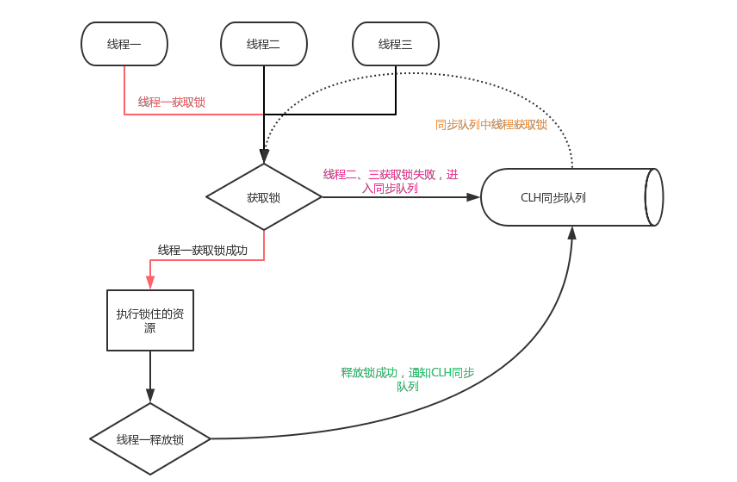 线程一
线程二
线程三
线程一获取锁
同步队列中线程获取锁
获取锁
线程二、三获取锁失败，进
入同步队列
CLH同步队列
线程一获取锁成功
执行锁住的资
源
释放锁成功，通知CLH同步
队列
线程一释放锁